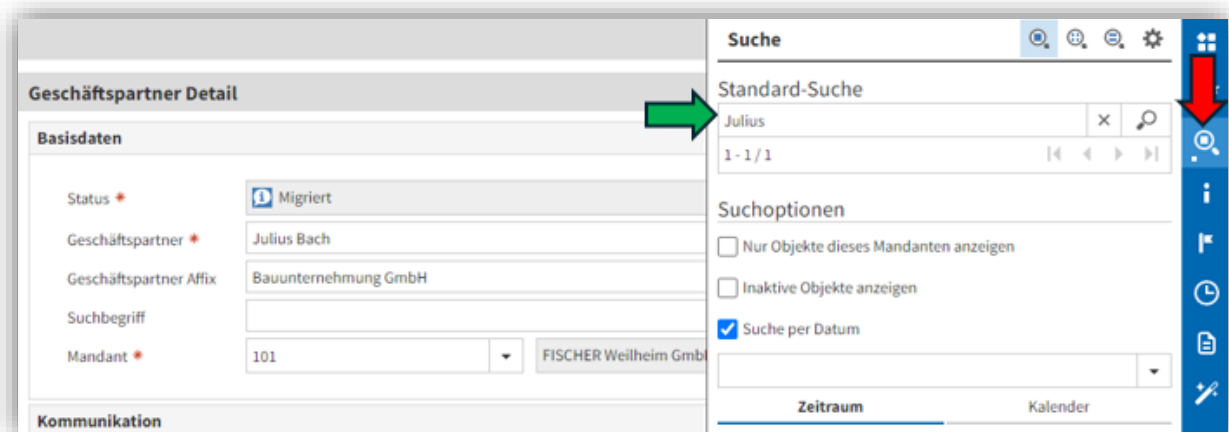 Geschäftspartner Detail
Basisdaten
Status *
Migriert
Geschäftspartner *
Julius Bach
Geschäftspartner Affix
Bauunternehmung GmbH
Suchbegriff
Mandant *
101
FISCHER Weilheim Gmb
Kommunikation
Suche
Standard-Suche
Julius
1 - 1 / 1
Suchoptionen
Nur Objekte dieses Mandanten anzeigen
Inaktive Objekte anzeigen
Suche per Datum
Zeitraum
Kalender